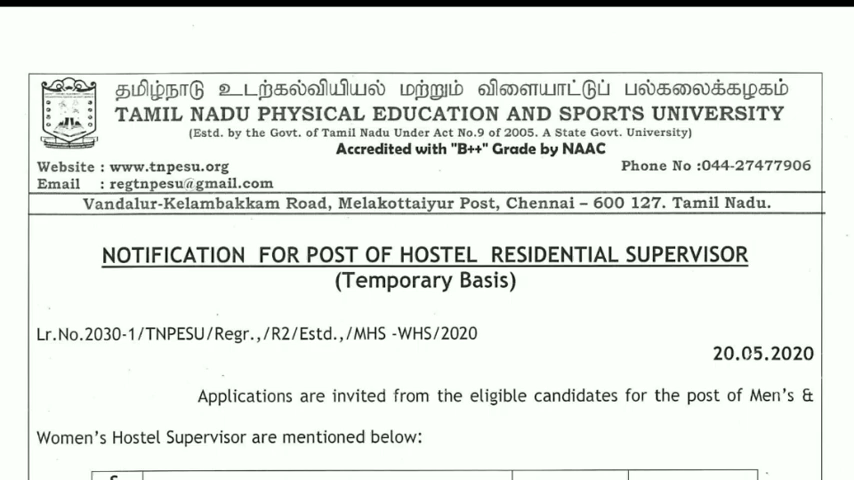 தமிழ்நாடு உடற்கல்வியியல் மற்றும் விளையாட்டுப் பல்கலைக்கழகம்
TAMIL NADU PHYSICAL EDUCATION AND SPORTS UNIVERSITY
(Estd. by the Govt. of Tamil Nadu Under Act No.9 of 2005. A State Govt. University)
Accredited with "B++" Grade by NAAC
Website : www.tnpesu.org Phone No :044-27477906
Email : regtnpesu@gmail.com
Vandalur-Kelambakkam Road, Melakottaiyur Post, Chennai – 600 127. Tamil Nadu.
NOTIFICATION FOR POST OF HOSTEL RESIDENTIAL SUPERVISOR
(Temporary Basis)
Lr.No.2030-1/TNPESU/Regr.,/R2/Estd.,/MHS -WHS/2020
20.05.2020
Applications are invited from the eligible candidates for the post of Men's &
Women's Hostel Supervisor are mentioned below: